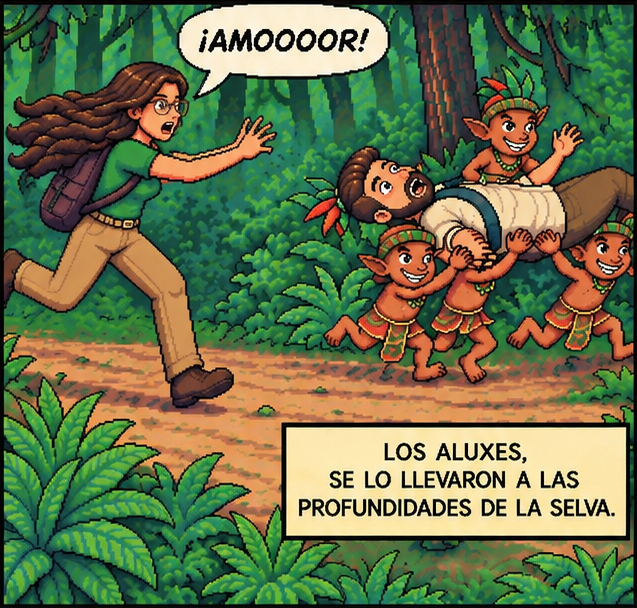 ¡AMOOOOR!
LOS ALUXES,
SE LO LLEVARON A LAS
PROFUNDIDADES DE LA SELVA.